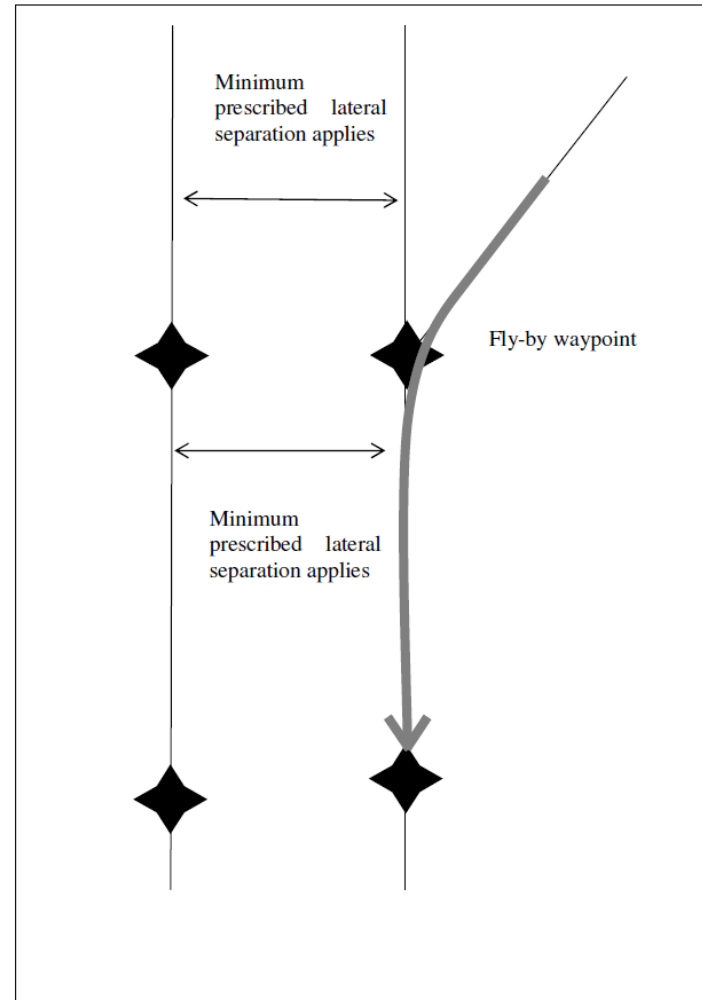 Minimum
prescribed lateral
separation applies
Fly-by waypoint
Minimum
prescribed lateral
separation applies